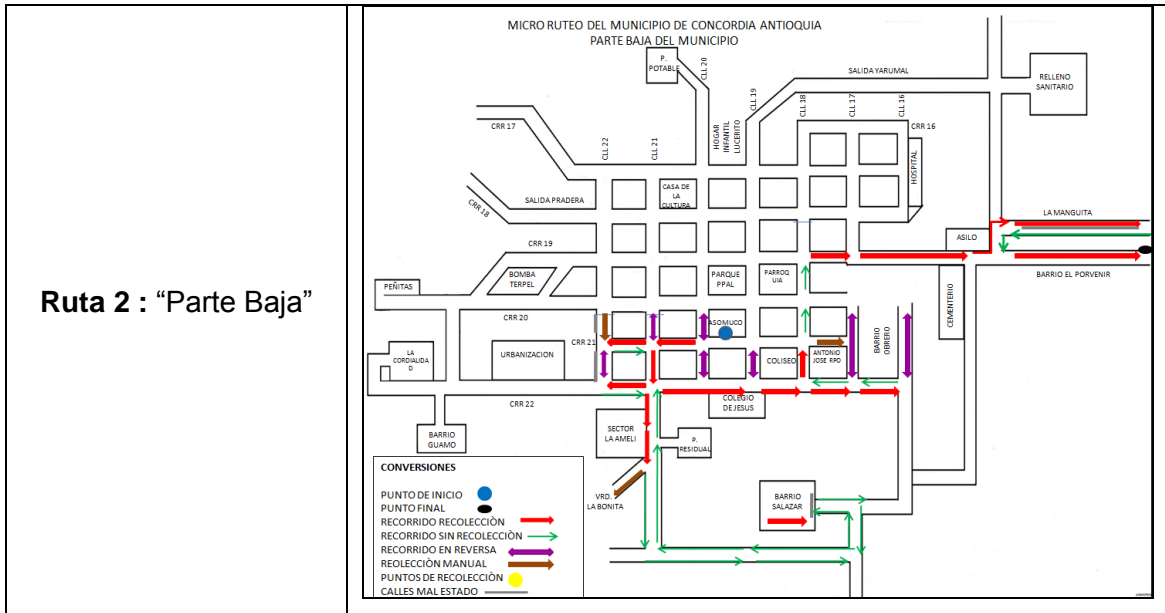 Ruta 2 : “Parte Baja”
MICRO RUTEO DEL MUNICIPIO DE CONCORDIA ANTIOQUIA
PARTE BAJA DEL MUNICIPIO
P.
POTABLE
CLL 20
SALIDA YARUMAL
RELLENO
SANITARIO
CLL 19
CLL 18
CLL 17
CLL 16
CRR 17
CLL 22
CLL 21
HOGAR
INFANTIL
LUCERITO
CRR 16
HOSPITAL
CASA DE
LA
CULTURA
SALIDA PRADERA
CRR 18
LA MANGUITA
ASILO
CRR 19
BOMBA
TERPEL
PARQUE
PPAL
PARROQ
UIA
BARRIO EL PORVENIR
PEÑITAS
CEMENTERIO
CRR 20
ASOMUCO
CRR 21
LA
CORDIALIDA
D
URBANIZACION
COLISEO
ANTONIO
JOSE RPO
BARRIO
OBRERO
CRR 22
COLEGIO
DE JESUS
BARRIO
GUAMO
SECTOR
LA AMELI
P.
RESIDUAL
VRD.
LA BONITA
BARRIO
SALAZAR
CONVERSIONES
PUNTO DE INICIO
PUNTO FINAL
RECORRIDO RECOLECCIÒN
RECORRIDO SIN RECOLECCIÒN
RECORRIDO EN REVERSA
REOLECCIÒN MANUAL
PUNTOS DE RECOLECCIÒN
CALLES MAL ESTADO